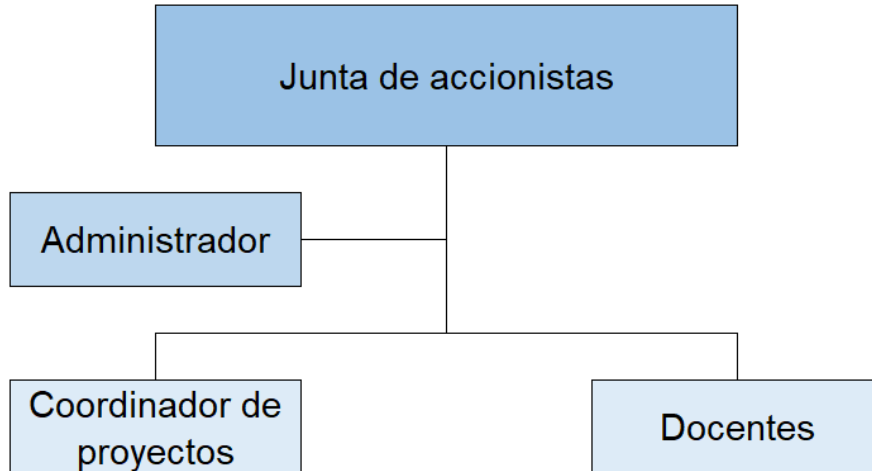 Junta de accionistas
Administrador
Coordinador de
proyectos
Docentes